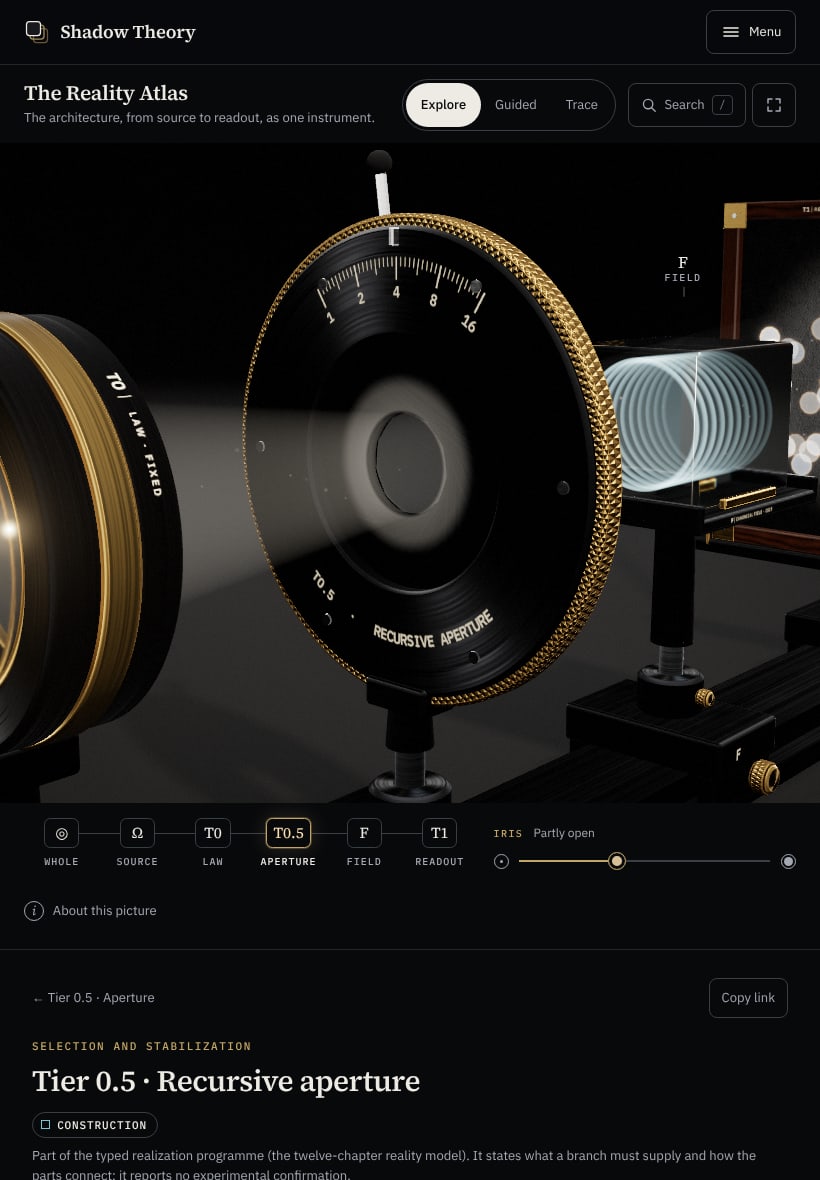 Shadow Theory
Menu
The Reality Atlas
The architecture, from source to readout, as one instrument.
Explore
Guided
Trace
Search /
1 2 4 8 16
T0 | LAW · FIXED
F
FIELD
T0.5 · RECURSIVE APERTURE
F
◎
WHOLE
Ω
SOURCE
T0
LAW
T0.5
APERTURE
F
FIELD
T1
READOUT
IRIS Partly open
i About this picture
← Tier 0.5 · Aperture
Copy link
SELECTION AND STABILIZATION
Tier 0.5 · Recursive aperture
CONSTRUCTION
Part of the typed realization programme (the twelve-chapter reality model). It states what a branch must supply and how the
parts connect; it reports no experimental confirmation.